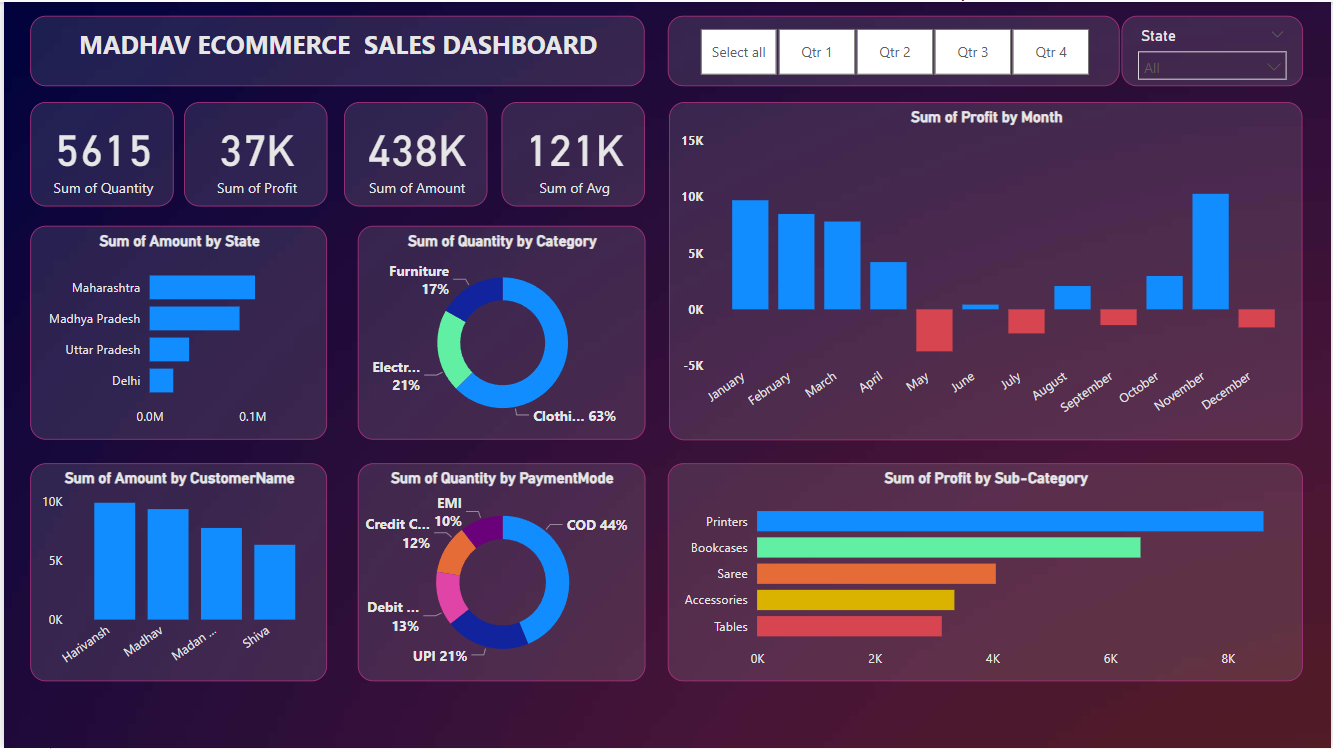 MADHAV ECOMMERCE SALES DASHBOARD
Select all
Qtr 1
Qtr 2
Qtr 3
Qtr 4
State
All
5615
Sum of Quantity
37K
Sum of Profit
438K
Sum of Amount
121K
Sum of Avg
Sum of Profit by Month
15K
10K
5K
0K
-5K
January
February
March
April
May
June
July
August
September
October
November
December
Sum of Amount by State
Maharashtra
Madhya Pradesh
Uttar Pradesh
Delhi
0.0M
0.1M
Sum of Quantity by Category
Furniture
17%
Electr...
21%
Clothi... 63%
Sum of Amount by CustomerName
10K
5K
0K
Harivansh
Madhav
Madan ...
Shiva
Sum of Quantity by PaymentMode
EMI
10%
Credit C...
12%
COD 44%
Debit ...
13%
UPI 21%
Sum of Profit by Sub-Category
Printers
Bookcases
Saree
Accessories
Tables
0K
2K
4K
6K
8K